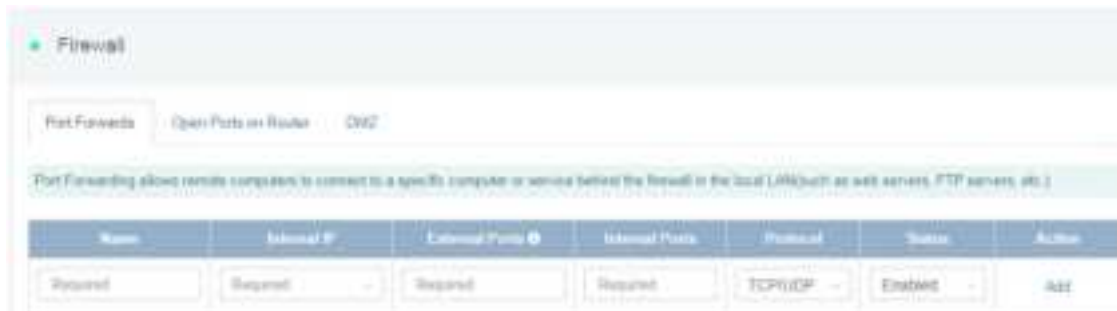 Firewall
Port Forwards Open Ports on Router DMZ
Port Forwarding allows remote computers to connect to a specific computer or service behind the firewall in the local LAN(such as web servers, FTP servers, etc.)
Name Internal IP External Ports Internal Ports Protocol Status Action
Required Required Required Required TCP/UDP Enabled Add